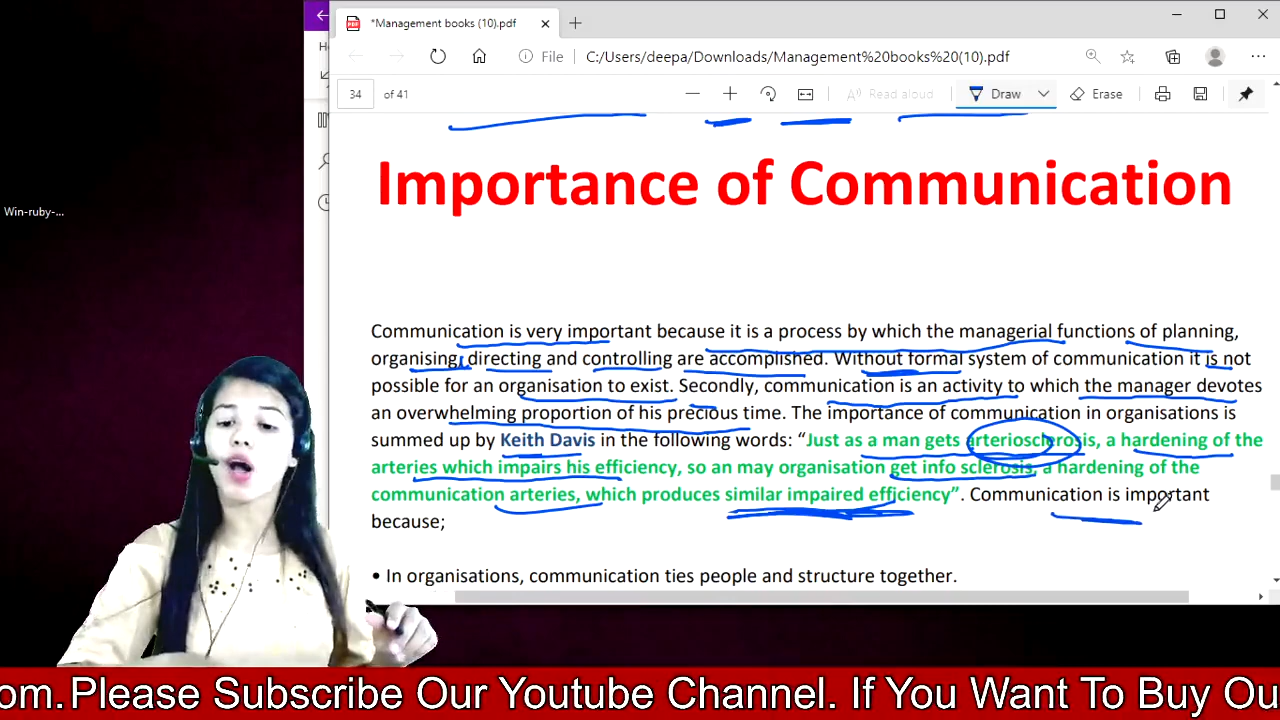 *Management books (10).pdf
File C:/Users/deepa/Downloads/Management%20books%20(10).pdf
34 of 41 Read aloud Draw Erase
Win-ruby-...
Importance of Communication
Communication is very important because it is a process by which the managerial functions of planning,
organising, directing and controlling are accomplished. Without formal system of communication it is not
possible for an organisation to exist. Secondly, communication is an activity to which the manager devotes
an overwhelming proportion of his precious time. The importance of communication in organisations is
summed up by Keith Davis in the following words: “Just as a man gets arteriosclerosis, a hardening of the
arteries which impairs his efficiency, so an may organisation get info sclerosis, a hardening of the
communication arteries, which produces similar impaired efficiency”. Communication is important
because;
• In organisations, communication ties people and structure together.
om.Please Subscribe Our Youtube Channel. If You Want To Buy Ou